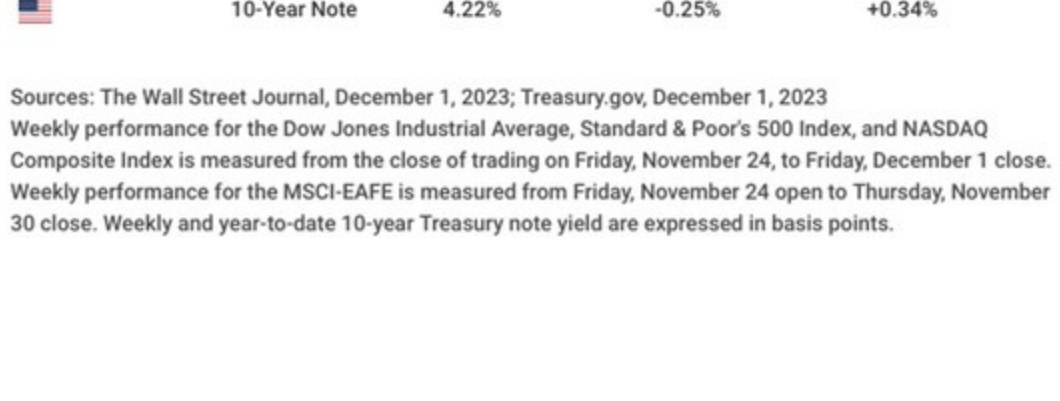 10-Year Note 4.22% -0.25% +0.34%
Sources: The Wall Street Journal, December 1, 2023; Treasury.gov, December 1, 2023
Weekly performance for the Dow Jones Industrial Average, Standard & Poor's 500 Index, and NASDAQ
Composite Index is measured from the close of trading on Friday, November 24, to Friday, December 1 close.
Weekly performance for the MSCI-EAFE is measured from Friday, November 24 open to Thursday, November
30 close. Weekly and year-to-date 10-year Treasury note yield are expressed in basis points.